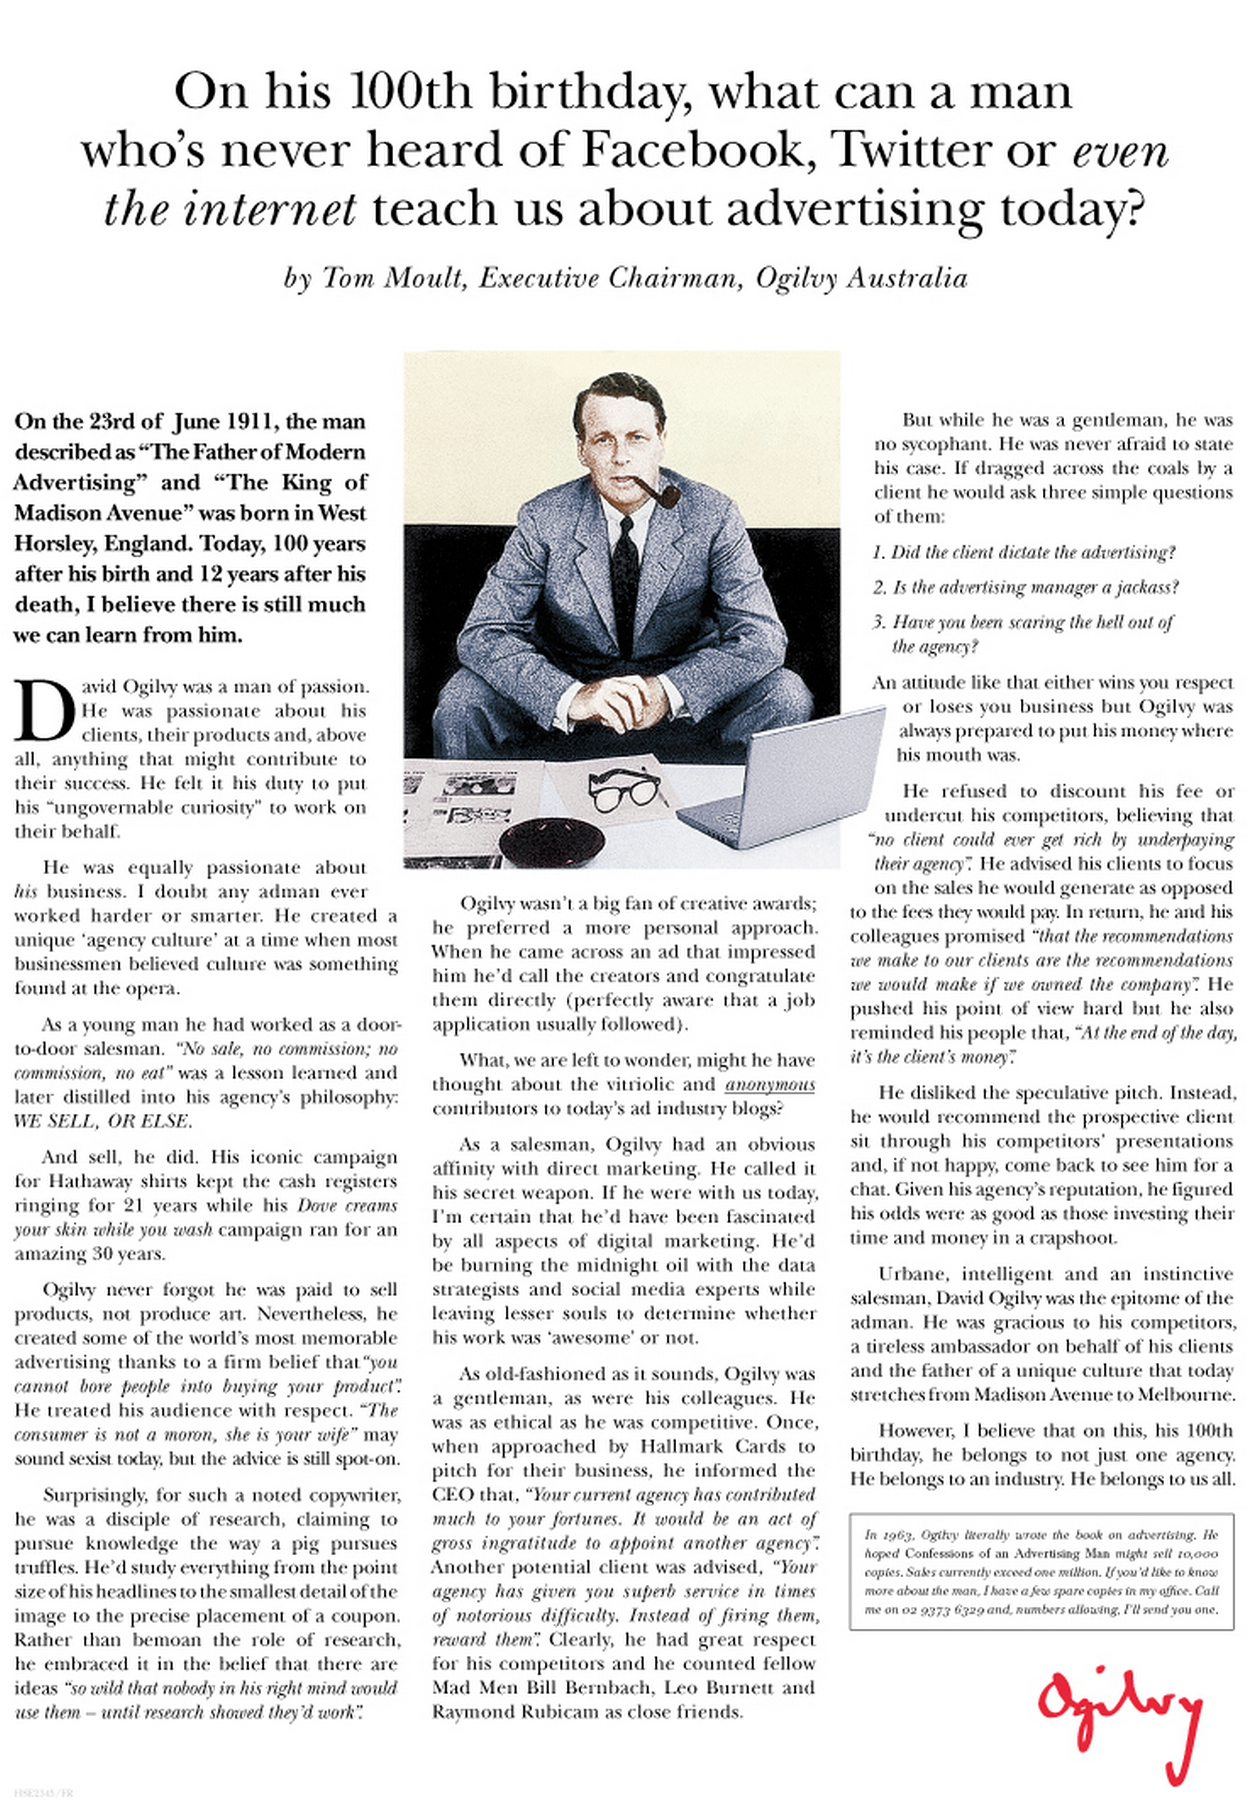 On his 100th birthday, what can a man
who’s never heard of Facebook, Twitter or even
the internet teach us about advertising today?
by Tom Moult, Executive Chairman, Ogilvy Australia
On the 23rd of June 1911, the man
described as “The Father of Modern
Advertising” and “The King of
Madison Avenue” was born in West
Horsley, England. Today, 100 years
after his birth and 12 years after his
death, I believe there is still much
we can learn from him.
David Ogilvy was a man of passion.
He was passionate about his
clients, their products and, above
all, anything that might contribute to
their success. He felt it his duty to put
his “ungovernable curiosity” to work on
their behalf.
He was equally passionate about
his business. I doubt any adman ever
worked harder or smarter. He created a
unique ‘agency culture’ at a time when most
businessmen believed culture was something
found at the opera.
As a young man he had worked as a door-
to-door salesman. “No sale, no commission; no
commission, no eat” was a lesson learned and
later distilled into his agency’s philosophy:
WE SELL, OR ELSE.
And sell, he did. His iconic campaign
for Hathaway shirts kept the cash registers
ringing for 21 years while his Dove creams
your skin while you wash campaign ran for an
amazing 30 years.
Ogilvy never forgot he was paid to sell
products, not produce art. Nevertheless, he
created some of the world’s most memorable
advertising thanks to a firm belief that “you
cannot bore people into buying your product”.
He treated his audience with respect. “The
consumer is not a moron, she is your wife” may
sound sexist today, but the advice is still spot-on.
Surprisingly, for such a noted copywriter,
he was a disciple of research, claiming to
pursue knowledge the way a pig pursues
truffles. He’d study everything from the point
size of his headlines to the smallest detail of the
image to the precise placement of a coupon.
Rather than bemoan the role of research,
he embraced it in the belief that there are
ideas “so wild that nobody in his right mind would
use them – until research showed they’d work”.
Ogilvy wasn’t a big fan of creative awards;
he preferred a more personal approach.
When he came across an ad that impressed
him he’d call the creators and congratulate
them directly (perfectly aware that a job
application usually followed).
What, we are left to wonder, might he have
thought about the vitriolic and anonymous
contributors to today’s ad industry blogs?
As a salesman, Ogilvy had an obvious
affinity with direct marketing. He called it
his secret weapon. If he were with us today,
I’m certain that he’d have been fascinated
by all aspects of digital marketing. He’d
be burning the midnight oil with the data
strategists and social media experts while
leaving lesser souls to determine whether
his work was ‘awesome’ or not.
As old-fashioned as it sounds, Ogilvy was
a gentleman, as were his colleagues. He
was as ethical as he was competitive. Once,
when approached by Hallmark Cards to
pitch for their business, he informed the
CEO that, “Your current agency has contributed
much to your fortunes. It would be an act of
gross ingratitude to appoint another agency”.
Another potential client was advised, “Your
agency has given you superb service in times
of notorious difficulty. Instead of firing them,
reward them”. Clearly, he had great respect
for his competitors and he counted fellow
Mad Men Bill Bernbach, Leo Burnett and
Raymond Rubicam as close friends.
But while he was a gentleman, he was
no sycophant. He was never afraid to state
his case. If dragged across the coals by a
client he would ask three simple questions
of them:
1. Did the client dictate the advertising?
2. Is the advertising manager a jackass?
3. Have you been scaring the hell out of
the agency?
An attitude like that either wins you respect
or loses you business but Ogilvy was
always prepared to put his money where
his mouth was.
He refused to discount his fee or
undercut his competitors, believing that
“no client could ever get rich by underpaying
their agency”. He advised his clients to focus
on the sales he would generate as opposed
to the fees they would pay. In return, he and his
colleagues promised “that the recommendations
we make to our clients are the recommendations
we would make if we owned the company”. He
pushed his point of view hard but he also
reminded his people that, “At the end of the day,
it’s the client’s money”.
He disliked the speculative pitch. Instead,
he would recommend the prospective client
sit through his competitors’ presentations
and, if not happy, come back to see him for a
chat. Given his agency’s reputation, he figured
his odds were as good as those investing their
time and money in a crapshoot.
Urbane, intelligent and an instinctive
salesman, David Ogilvy was the epitome of the
adman. He was gracious to his competitors,
a tireless ambassador on behalf of his clients
and the father of a unique culture that today
stretches from Madison Avenue to Melbourne.
However, I believe that on this, his 100th
birthday, he belongs to not just one agency.
He belongs to an industry. He belongs to us all.
In 1963, Ogilvy literally wrote the book on advertising. He
hoped Confessions of an Advertising Man might sell 10,000
copies. Sales currently exceed one million. If you’d like to know
more about the man, I have a few spare copies in my office. Call
me on 02 9373 6329 and, numbers allowing, I’ll send you one.
Ogilvy
HSE2345/FR